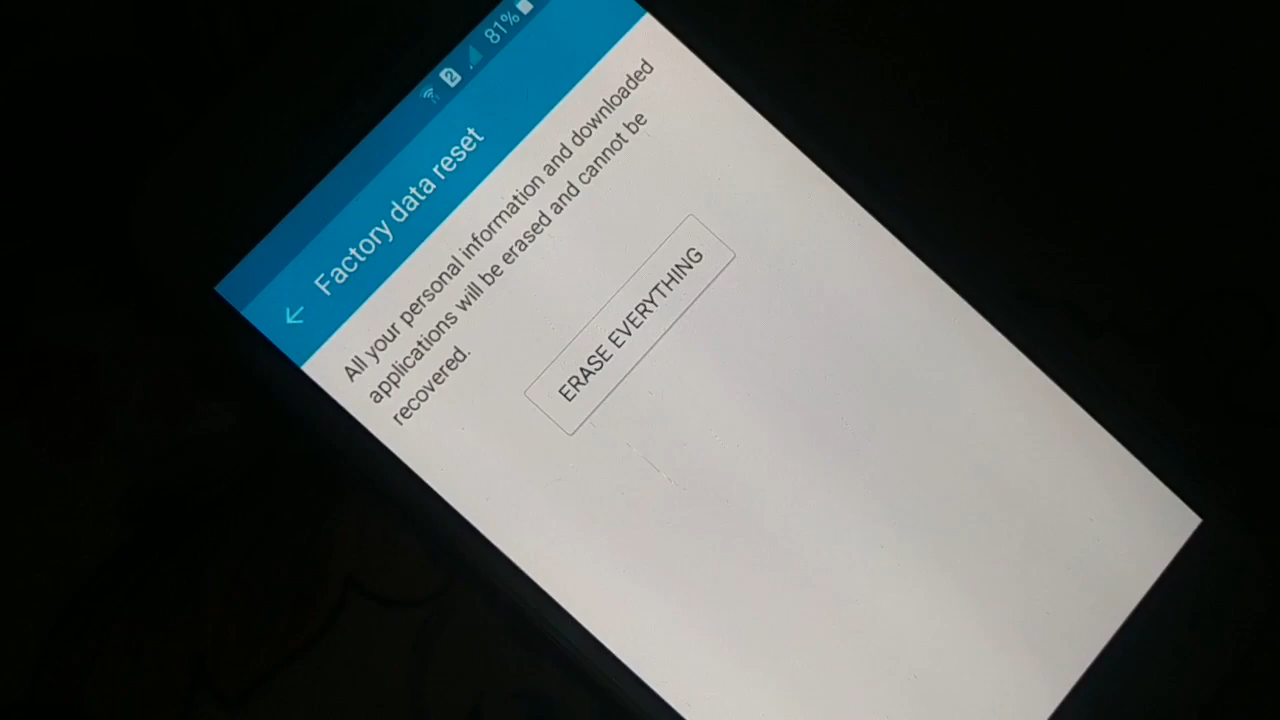 2 81%
Factory data reset
All your personal information and downloaded
applications will be erased and cannot be
recovered.
ERASE EVERYTHING